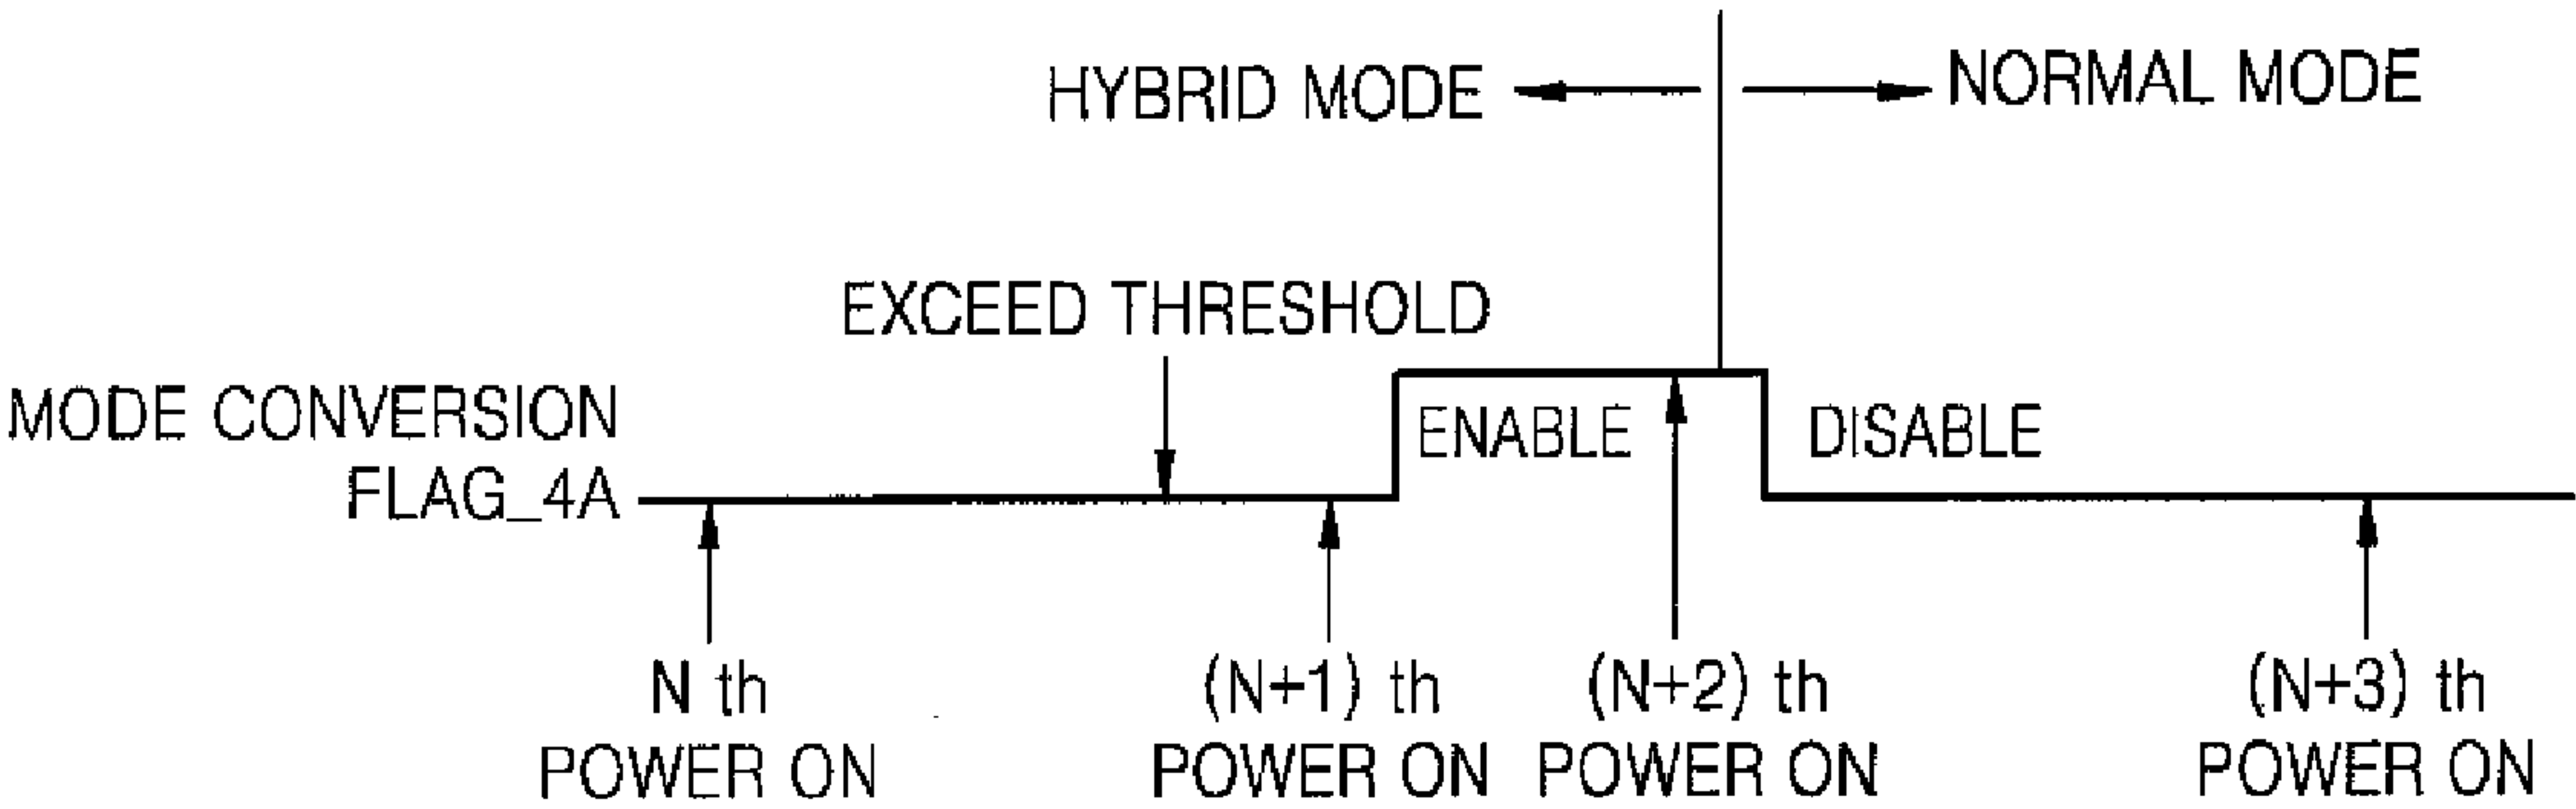 HYBRID MODE
NORMAL MODE
EXCEED THRESHOLD
MODE CONVERSION
FLAG_4A
ENABLE
DISABLE
N th
POWER ON
(N+1) th
POWER ON
(N+2) th
POWER ON
(N+3) th
POWER ON